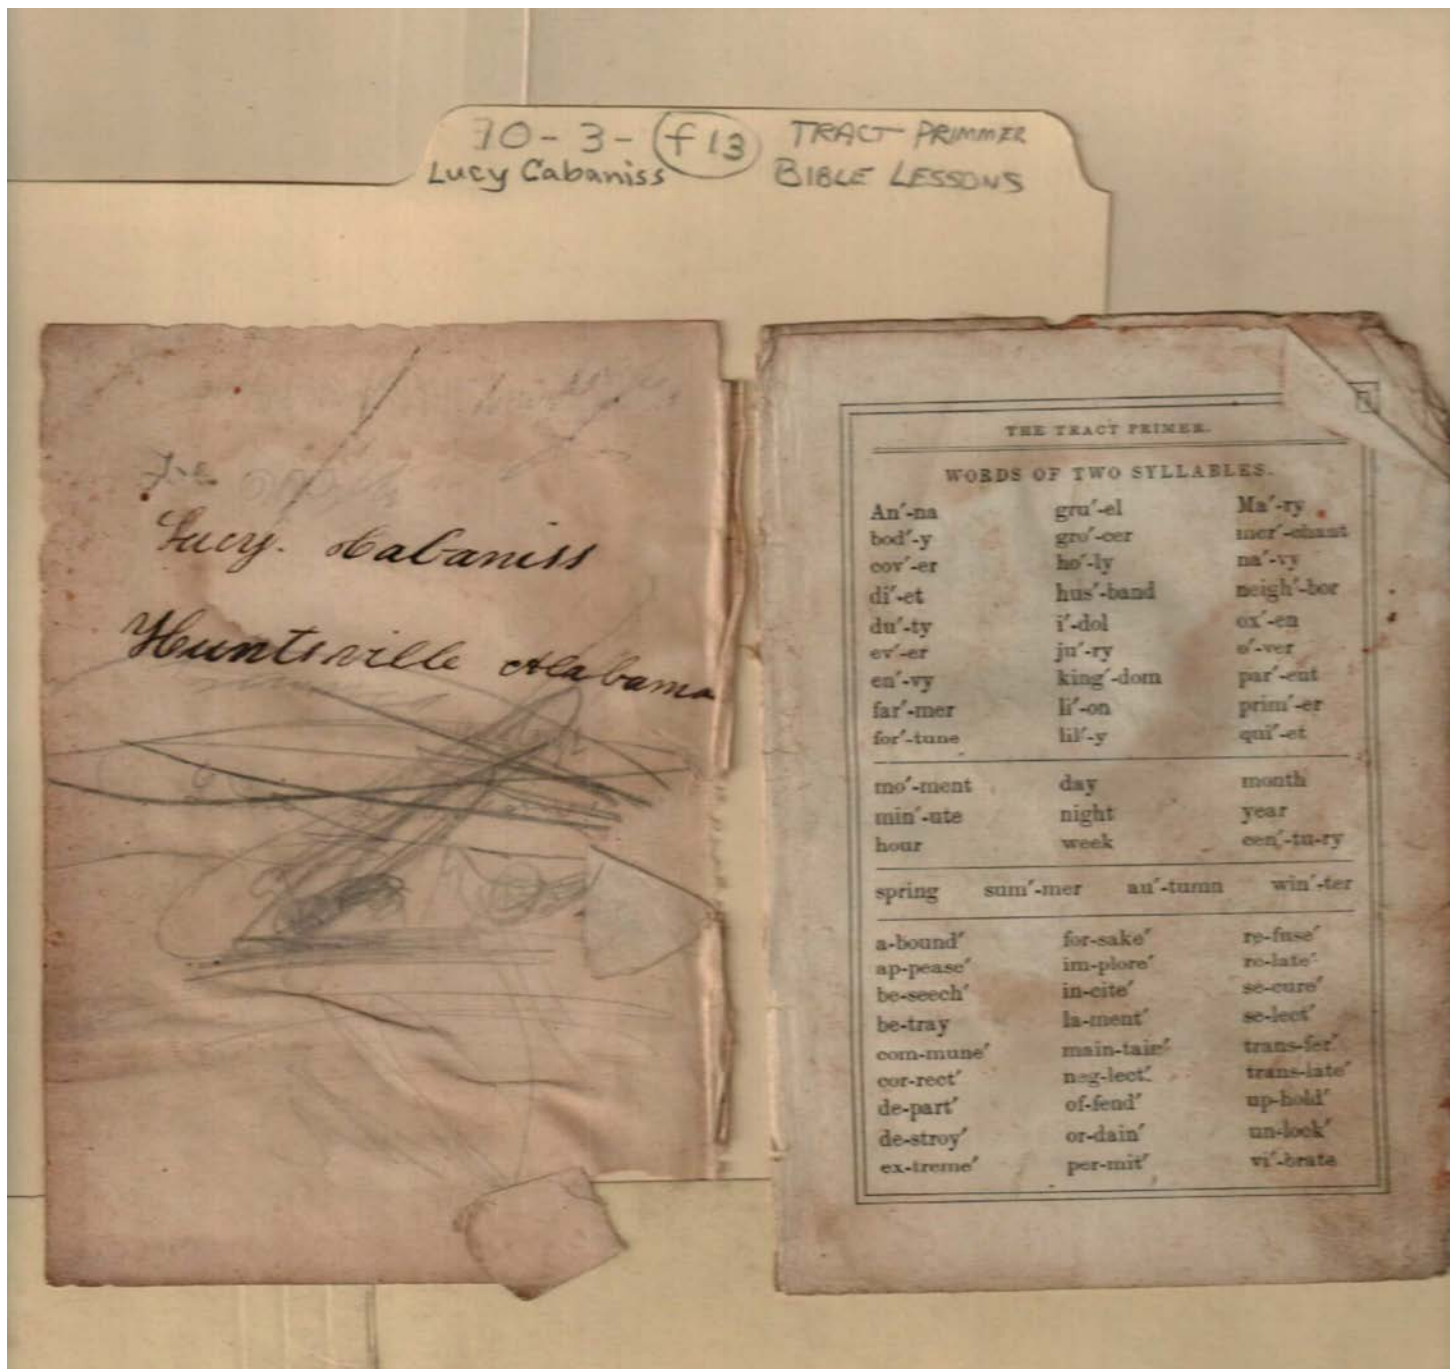 70-3-f13 TRACT PRIMMER
Lucy Cabaniss BIBLE LESSONS
Lucy. Cabaniss
Huntsville Alabama
THE TRACT PRIMER.
WORDS OF TWO SYLLABLES.
An′-na gru′-el Ma′-ry
bod′-y gro′-cer mer′-chant
cov′-er ho′-ly na′-vy
di′-et hus′-band neigh′-bor
du′-ty i′-dol ox′-en
ev′-er ju′-ry o′-ver
en′-vy king′-dom par′-ent
far′-mer li′-on prim′-er
for′-tune lil′-y qui′-et
mo′-ment day month
min′-ute night year
hour week cen′-tu-ry
spring sum′-mer au′-tumn win′-ter
a-bound′ for-sake′ re-fuse′
ap-pease′ im-plore′ re-late′
be-seech′ in-cite′ se-cure′
be-tray la-ment′ se-lect′
com-mune′ main-tain′ trans-fer′
cor-rect′ neg-lect′ trans-late′
de-part′ of-fend′ up-hold′
de-stroy′ or-dain′ un-lock′
ex-treme′ per-mit′ vi′-brate